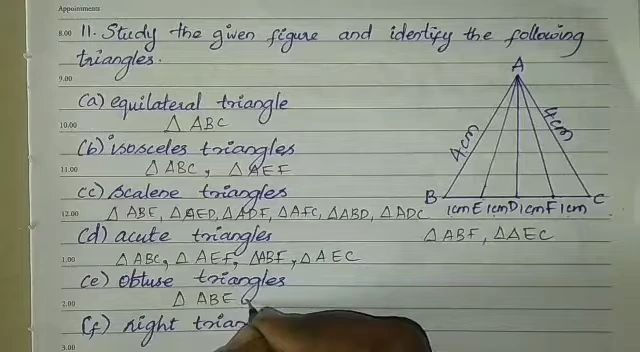 Appointments
8.00 11. Study the given figure and identify the following
triangles.
9.00
(a) equilateral triangle
10.00 △ ABC
(b) isosceles triangles
11.00 △ ABC, △ AEF
(c) scalene triangles
12.00 △ ABE, △AED, △ADF, △AFC, △ABD, △ADC
(d) acute triangles
1.00 △ ABC, △ AEF, △ABF, △ AEC
(e) obtuse triangles
2.00 △ ABE
(f) right trian
3.00
A
4cm 4cm
B C
1cm E 1cm D 1cm F 1cm
△ ABF, △AEC